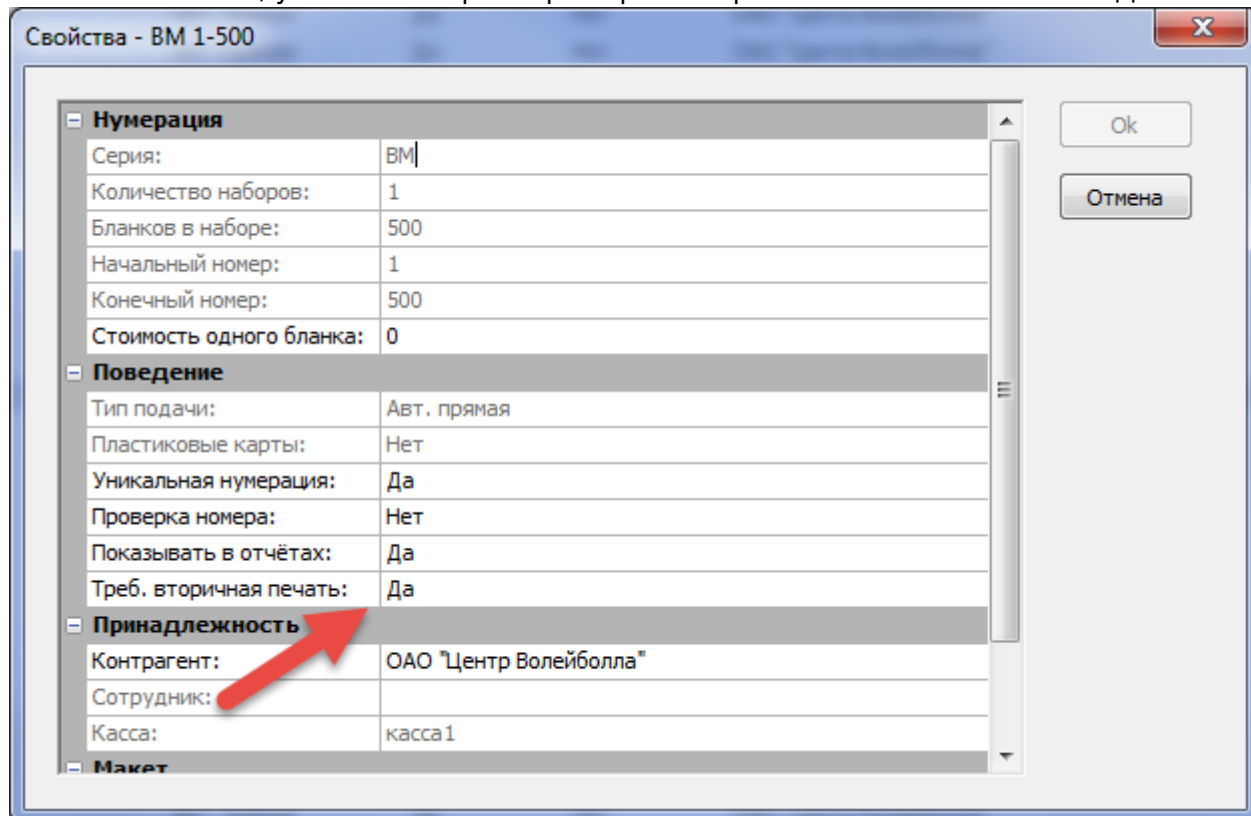 Свойства - ВМ 1-500
Нумерация
Ok
Серия: ВМ
Количество наборов: 1
Отмена
Бланков в наборе: 500
Начальный номер: 1
Конечный номер: 500
Стоимость одного бланка: 0
Поведение
Тип подачи: Авт. прямая
Пластиковые карты: Нет
Уникальная нумерация: Да
Проверка номера: Нет
Показывать в отчётах: Да
Треб. вторичная печать: Да
Принадлежность
Контрагент: ОАО "Центр Волейболла"
Сотрудник:
Касса: касса1
Макет